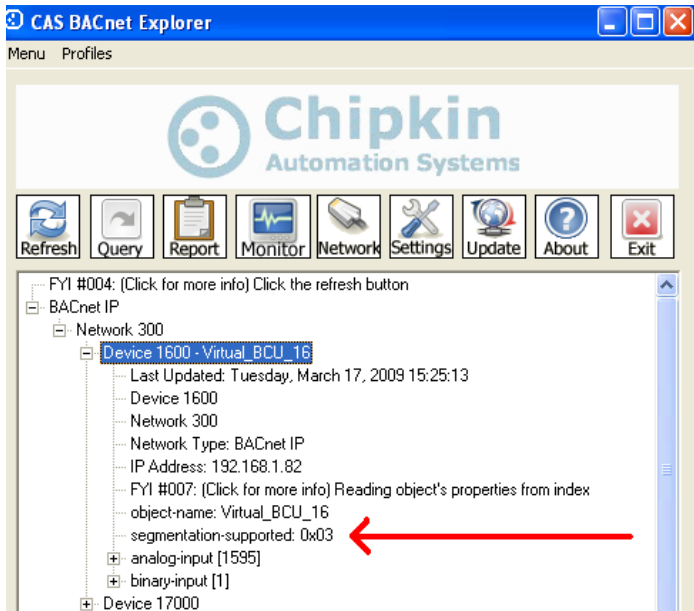 CAS BACnet Explorer
Menu Profiles
Chipkin
Automation Systems
Refresh Query Report Monitor Network Settings Update About Exit
FYI #004: (Click for more info) Click the refresh button
BACnet IP
Network 300
Device 1600 - Virtual_BCU_16
Last Updated: Tuesday, March 17, 2009 15:25:13
Device 1600
Network 300
Network Type: BACnet IP
IP Address: 192.168.1.82
FYI #007: (Click for more info) Reading object's properties from index
object-name: Virtual_BCU_16
segmentation-supported: 0x03
analog-input [1595]
binary-input [1]
Device 17000